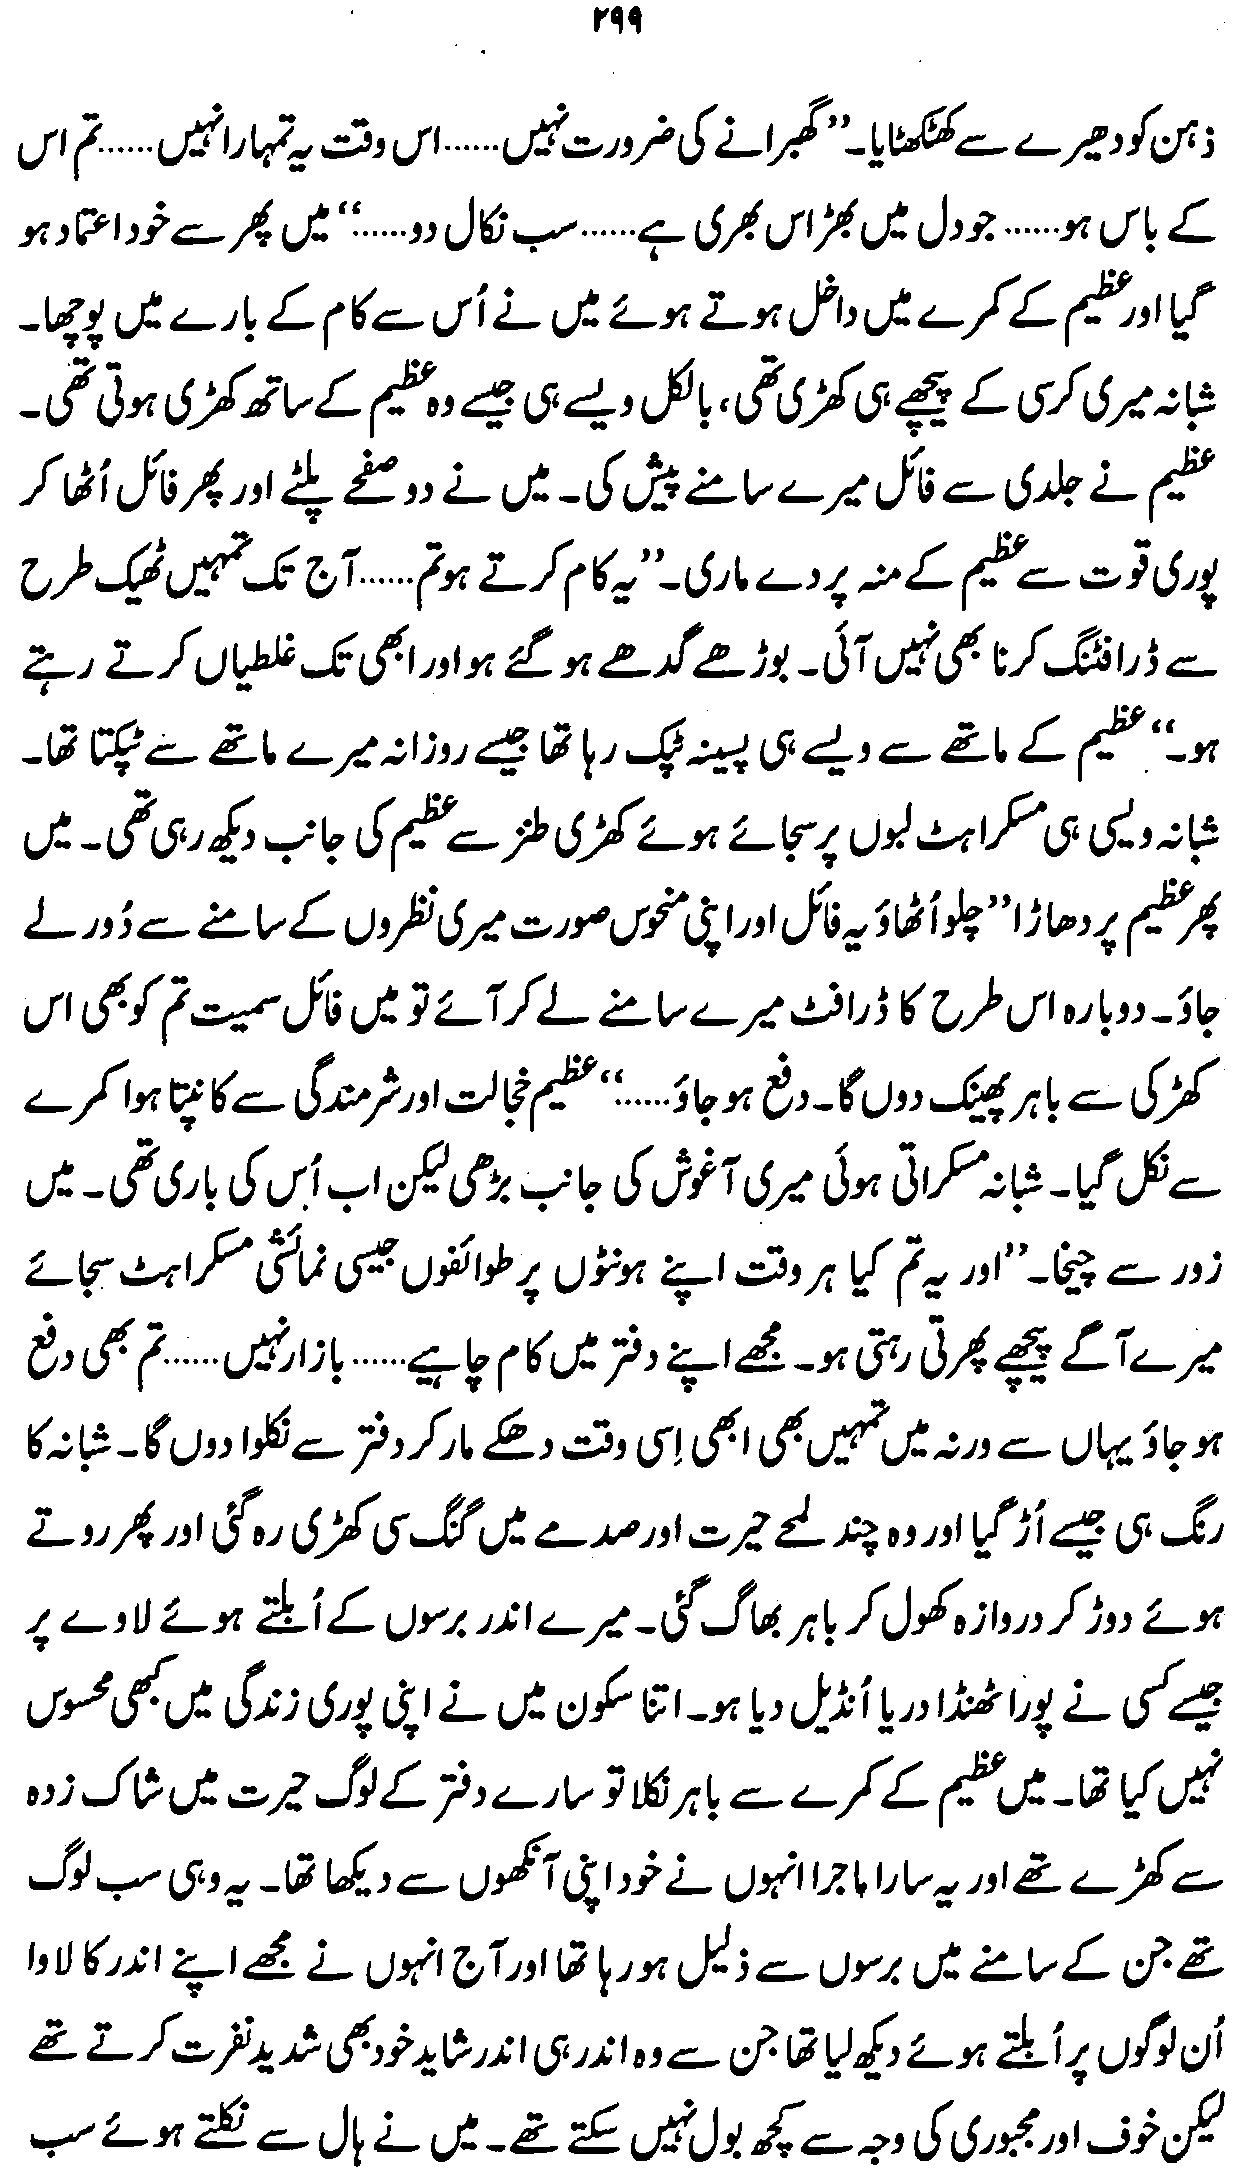 ۲۹۹
ذہن کو دھیرے سے کھٹکھٹایا۔ ’’گھبرانے کی ضرورت نہیں......اس وقت یہ تمہارا نہیں......تم اس
کے باس ہو......جو دل میں بھڑاس بھری ہے......سب نکال دو......‘‘ میں پھر سے خود اعتماد ہو
گیا اور عظیم کے کمرے میں داخل ہوتے ہوئے میں نے اُس سے کام کے بارے میں پوچھا۔
شبانہ میری کرسی کے پیچھے ہی کھڑی تھی، بالکل ویسے ہی جیسے وہ عظیم کے ساتھ کھڑی ہوتی تھی۔
عظیم نے جلدی سے فائل میرے سامنے پیش کی۔ میں نے دو صفحے پلٹے اور پھر فائل اُٹھا کر
پوری قوت سے عظیم کے منہ پر دے ماری۔ ’’یہ کام کرتے ہو تم......آج تک تمہیں ٹھیک طرح
سے ڈرافٹنگ کرنا بھی نہیں آئی۔ بوڑھے گدھے ہو گئے ہو اور ابھی تک غلطیاں کرتے رہتے
ہو۔‘‘ عظیم کے ماتھے سے ویسے ہی پسینہ ٹپک رہا تھا جیسے روزانہ میرے ماتھے سے ٹپکتا تھا۔
شبانہ ویسی ہی مسکراہٹ لبوں پر سجائے ہوئے کھڑی طنز سے عظیم کی جانب دیکھ رہی تھی۔ میں
پھر عظیم پر دھاڑا ’’چلو اُٹھاؤ یہ فائل اور اپنی منحوس صورت میری نظروں کے سامنے سے دُور لے
جاؤ۔ دوبارہ اس طرح کا ڈرافٹ میرے سامنے لے کر آئے تو میں فائل سمیت تم کو بھی اس
کھڑکی سے باہر پھینک دوں گا۔ دفع ہو جاؤ......‘‘ عظیم خجالت اور شرمندگی سے کانپتا ہوا کمرے
سے نکل گیا۔ شبانہ مسکراتی ہوئی میری آغوش کی جانب بڑھی لیکن اب اُس کی باری تھی۔ میں
زور سے چیخا۔ ’’اور یہ تم کیا ہر وقت اپنے ہونٹوں پر طوائفوں جیسی نمائشی مسکراہٹ سجائے
میرے آگے پیچھے پھرتی رہتی ہو۔ مجھے اپنے دفتر میں کام چاہیے......بازار نہیں......تم بھی دفع
ہو جاؤ یہاں سے ورنہ میں تمہیں بھی ابھی اِسی وقت دھکے مار کر دفتر سے نکلوا دوں گا۔ شبانہ کا
رنگ ہی جیسے اُڑ گیا اور وہ چند لمحے حیرت اور صدمے میں گنگ سی کھڑی رہ گئی اور پھر روتے
ہوئے دوڑ کر دروازہ کھول کر باہر بھاگ گئی۔ میرے اندر برسوں کے اُبلتے ہوئے لاوے پر
جیسے کسی نے پورا ٹھنڈا دریا اُنڈیل دیا ہو۔ اتنا سکون میں نے اپنی پوری زندگی میں کبھی محسوس
نہیں کیا تھا۔ میں عظیم کے کمرے سے باہر نکلا تو سارے دفتر کے لوگ حیرت میں شاک زدہ
سے کھڑے تھے اور یہ سارا ماجرا انہوں نے خود اپنی آنکھوں سے دیکھا تھا۔ یہ وہی سب لوگ
تھے جن کے سامنے میں برسوں سے ذلیل ہو رہا تھا اور آج انہوں نے مجھے اپنے اندر کا لاوا
اُن لوگوں پر اُبلتے ہوئے دیکھ لیا تھا جن سے وہ اندر ہی اندر شاید خود بھی شدید نفرت کرتے تھے
لیکن خوف اور مجبوری کی وجہ سے کچھ بول نہیں سکتے تھے۔ میں نے ہال سے نکلتے ہوئے سب